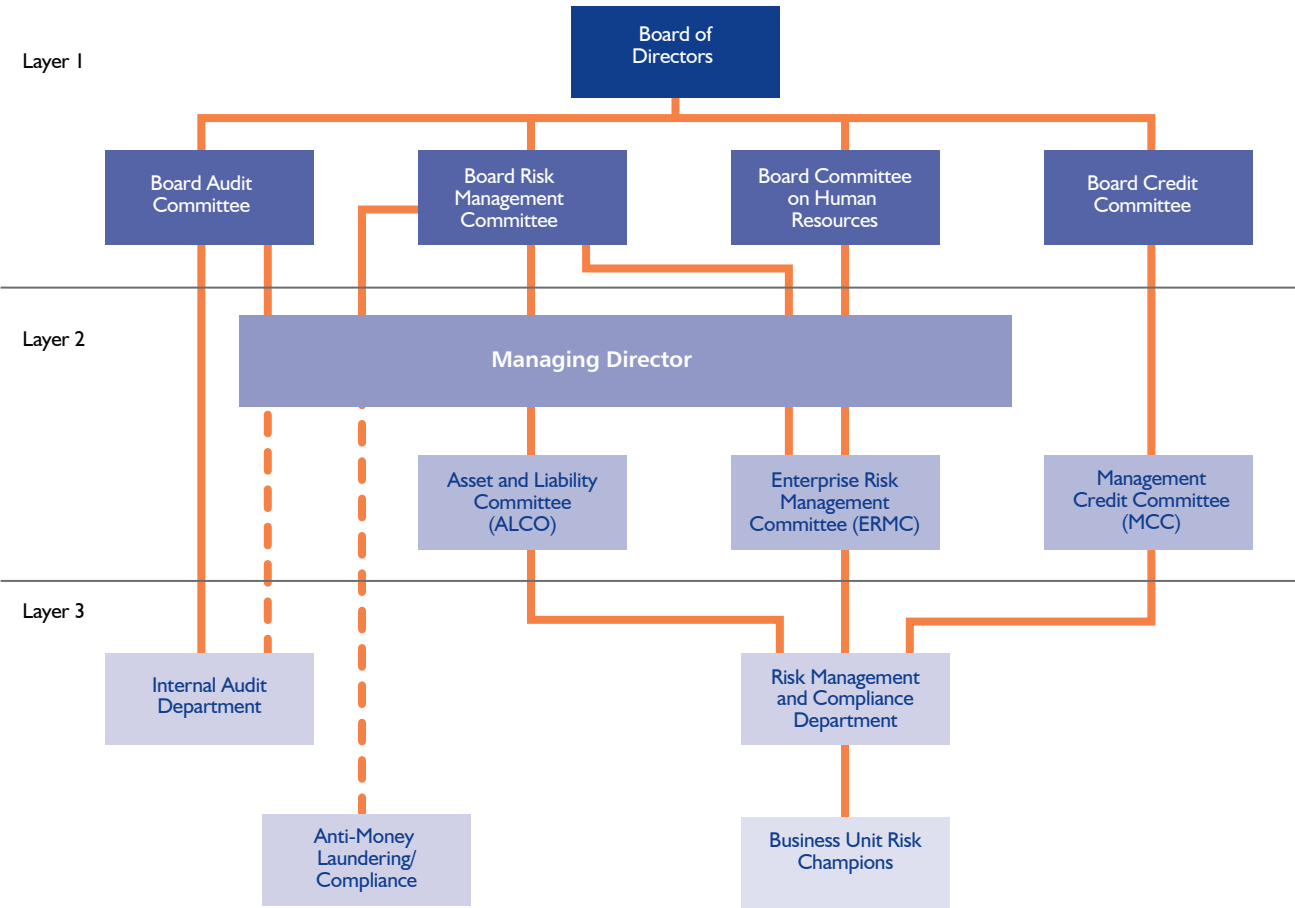 Layer 1
Board of
Directors
Board Audit
Committee
Board Risk
Management
Committee
Board Committee
on Human
Resources
Board Credit
Committee
Layer 2
Managing Director
Asset and Liability
Committee
(ALCO)
Enterprise Risk
Management
Committee (ERMC)
Management
Credit Committee
(MCC)
Layer 3
Internal Audit
Department
Risk Management
and Compliance
Department
Anti-Money
Laundering/
Compliance
Business Unit Risk
Champions